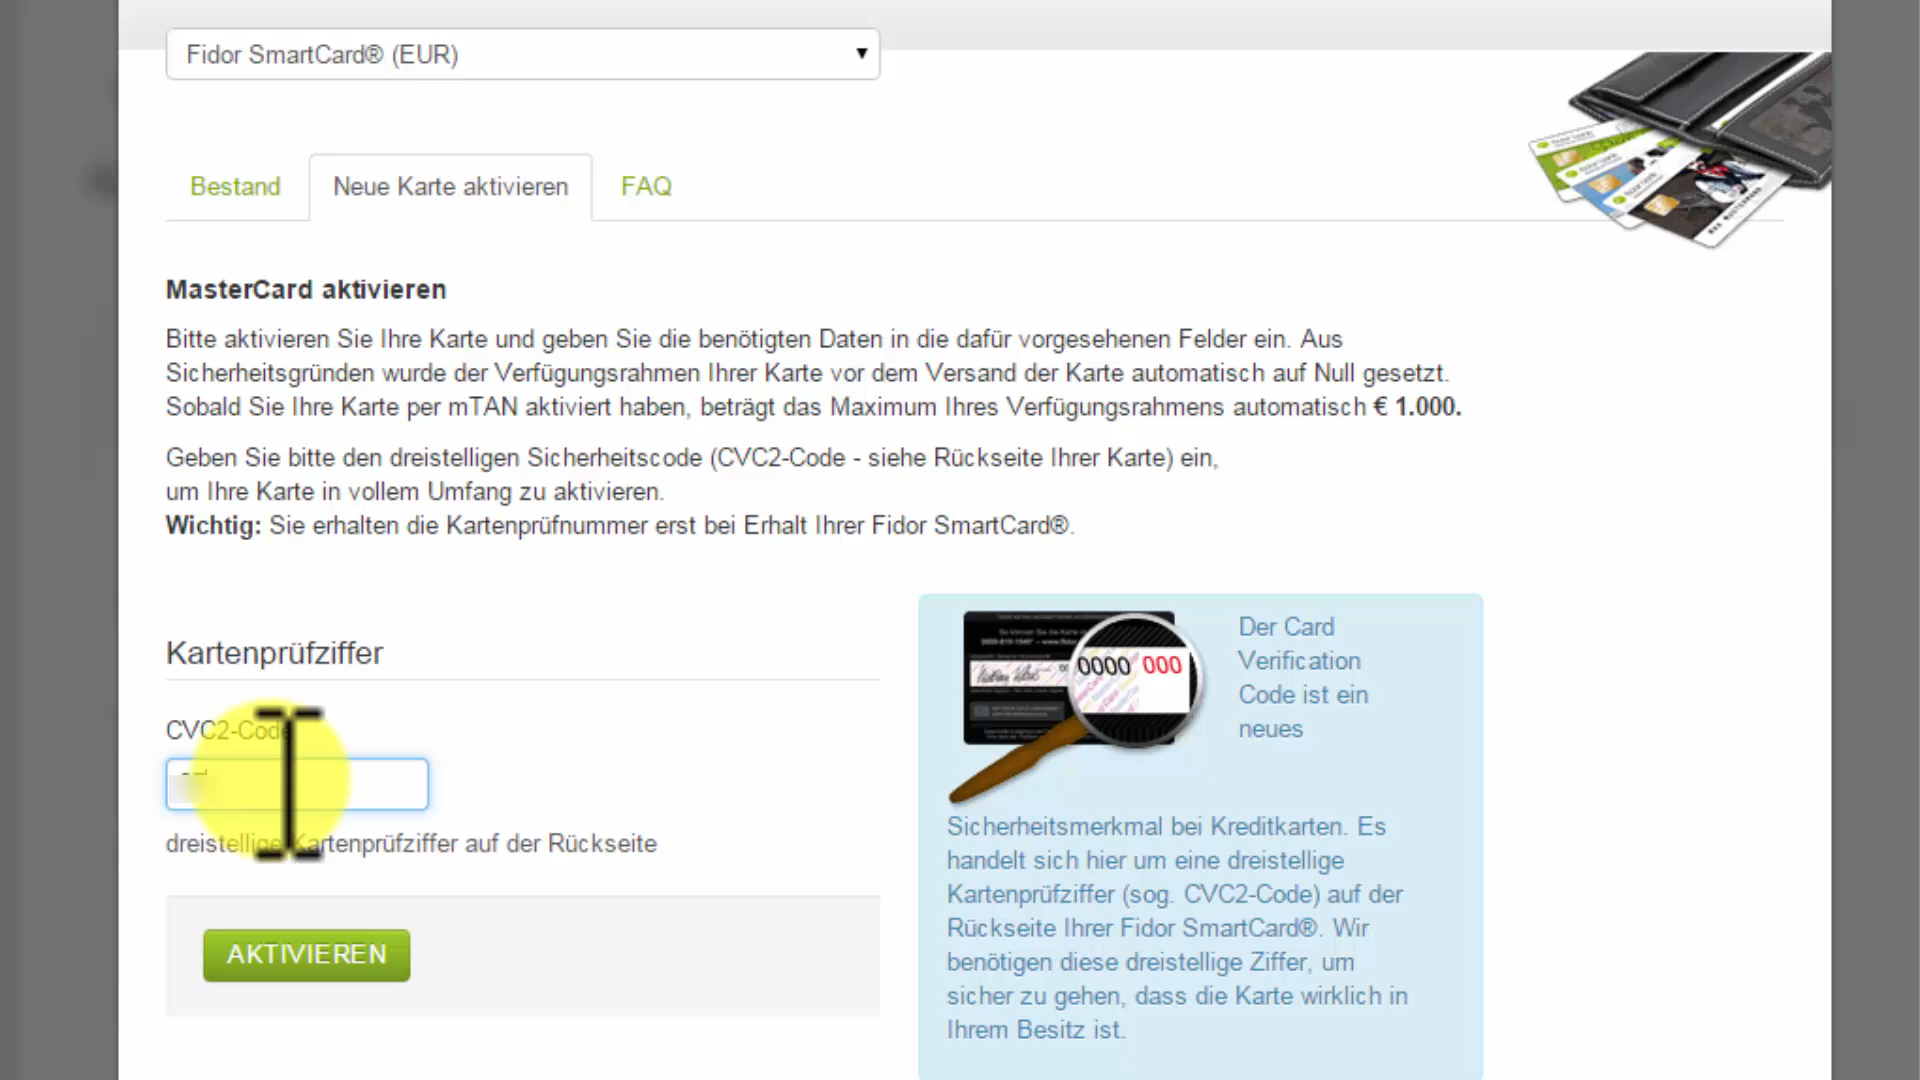 Fidor SmartCard® (EUR)
Bestand
Neue Karte aktivieren
FAQ
MasterCard aktivieren
Bitte aktivieren Sie Ihre Karte und geben Sie die benötigten Daten in die dafür vorgesehenen Felder ein. Aus
Sicherheitsgründen wurde der Verfügungsrahmen Ihrer Karte vor dem Versand der Karte automatisch auf Null gesetzt.
Sobald Sie Ihre Karte per mTAN aktiviert haben, beträgt das Maximum Ihres Verfügungsrahmens automatisch € 1.000.
Geben Sie bitte den dreistelligen Sicherheitscode (CVC2-Code - siehe Rückseite Ihrer Karte) ein,
um Ihre Karte in vollem Umfang zu aktivieren.
Wichtig: Sie erhalten die Kartenprüfnummer erst bei Erhalt Ihrer Fidor SmartCard®.
Kartenprüfziffer
CVC2-Code
dreistellige Kartenprüfziffer auf der Rückseite
AKTIVIEREN
0000 000
Der Card
Verification
Code ist ein
neues
Sicherheitsmerkmal bei Kreditkarten. Es
handelt sich hier um eine dreistellige
Kartenprüfziffer (sog. CVC2-Code) auf der
Rückseite Ihrer Fidor SmartCard®. Wir
benötigen diese dreistellige Ziffer, um
sicher zu gehen, dass die Karte wirklich in
Ihrem Besitz ist.